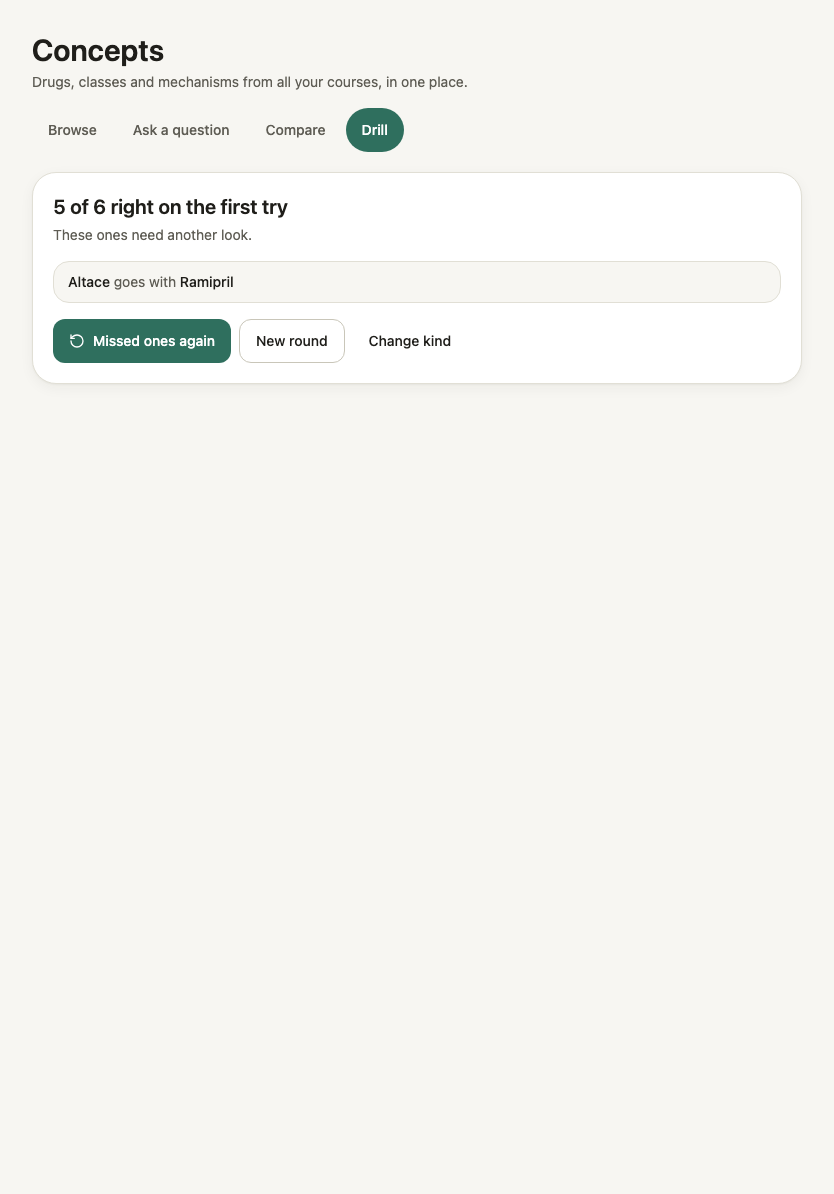 Concepts
Drugs, classes and mechanisms from all your courses, in one place.
Browse Ask a question Compare Drill
5 of 6 right on the first try
These ones need another look.
Altace goes with Ramipril
Missed ones again New round Change kind